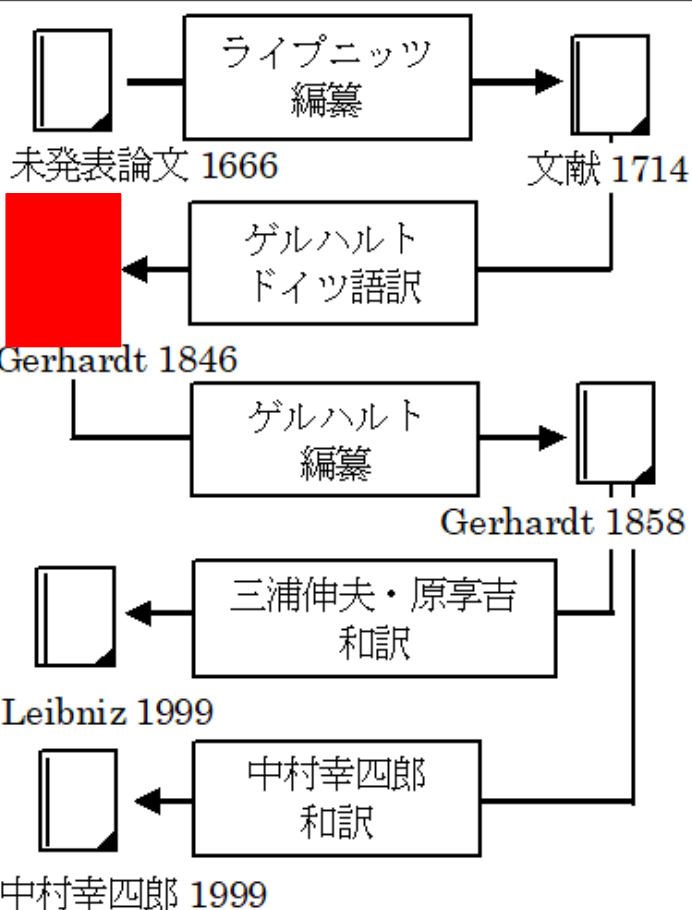 ライプニッツ
編纂
未発表論文 1666
文献 1714
ゲルハルト
ドイツ語訳
Gerhardt 1846
ゲルハルト
編纂
Gerhardt 1858
三浦伸夫・原享吉
和訳
Leibniz 1999
中村幸四郎
和訳
中村幸四郎 1999